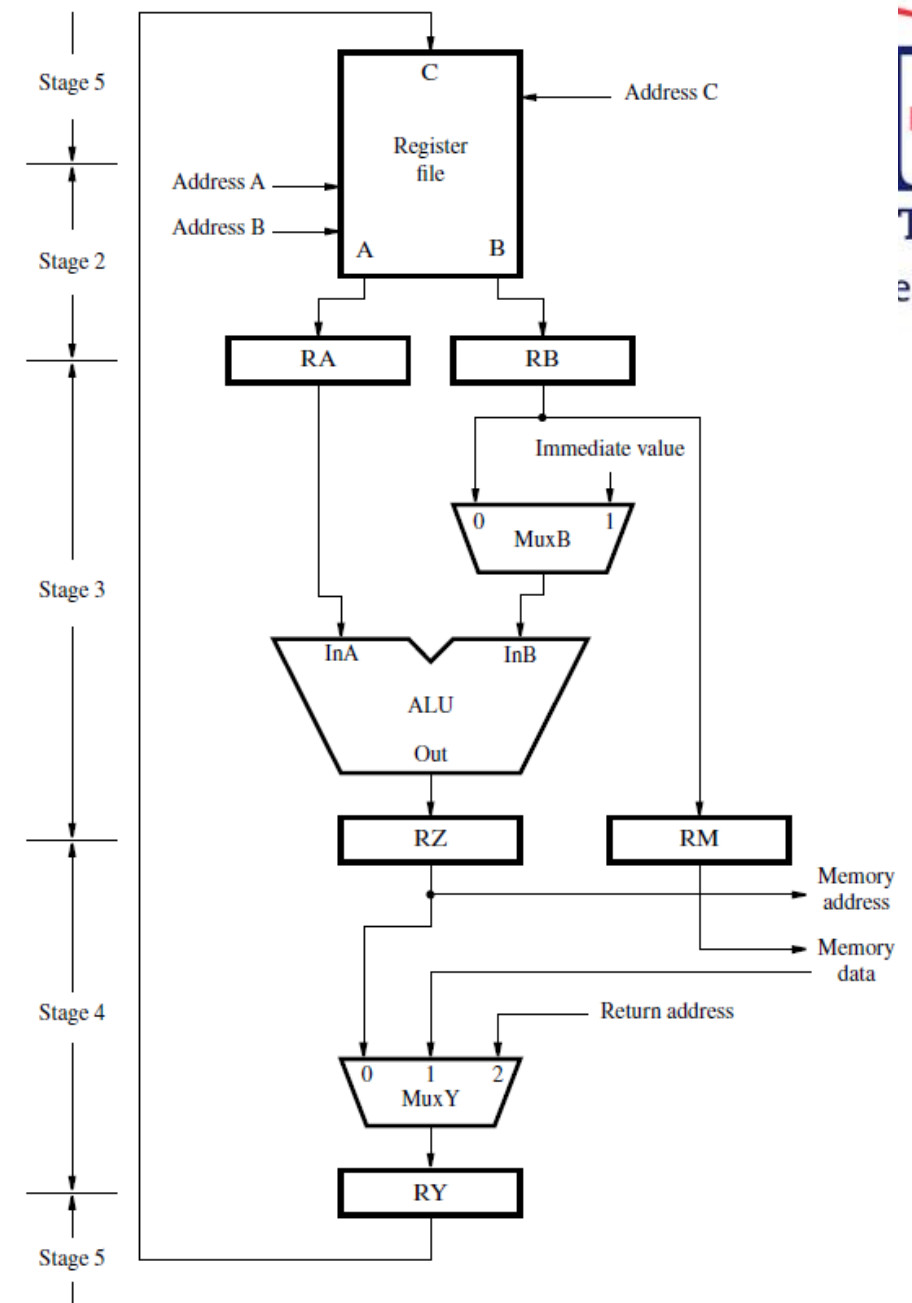 Stage 5
C
Address C
Register
file
Address A
Address B
A
B
Stage 2
RA
RB
Immediate value
0
1
MuxB
Stage 3
InA
InB
ALU
Out
RZ
RM
Memory
address
Memory
data
Stage 4
Return address
0
1
2
MuxY
RY
Stage 5